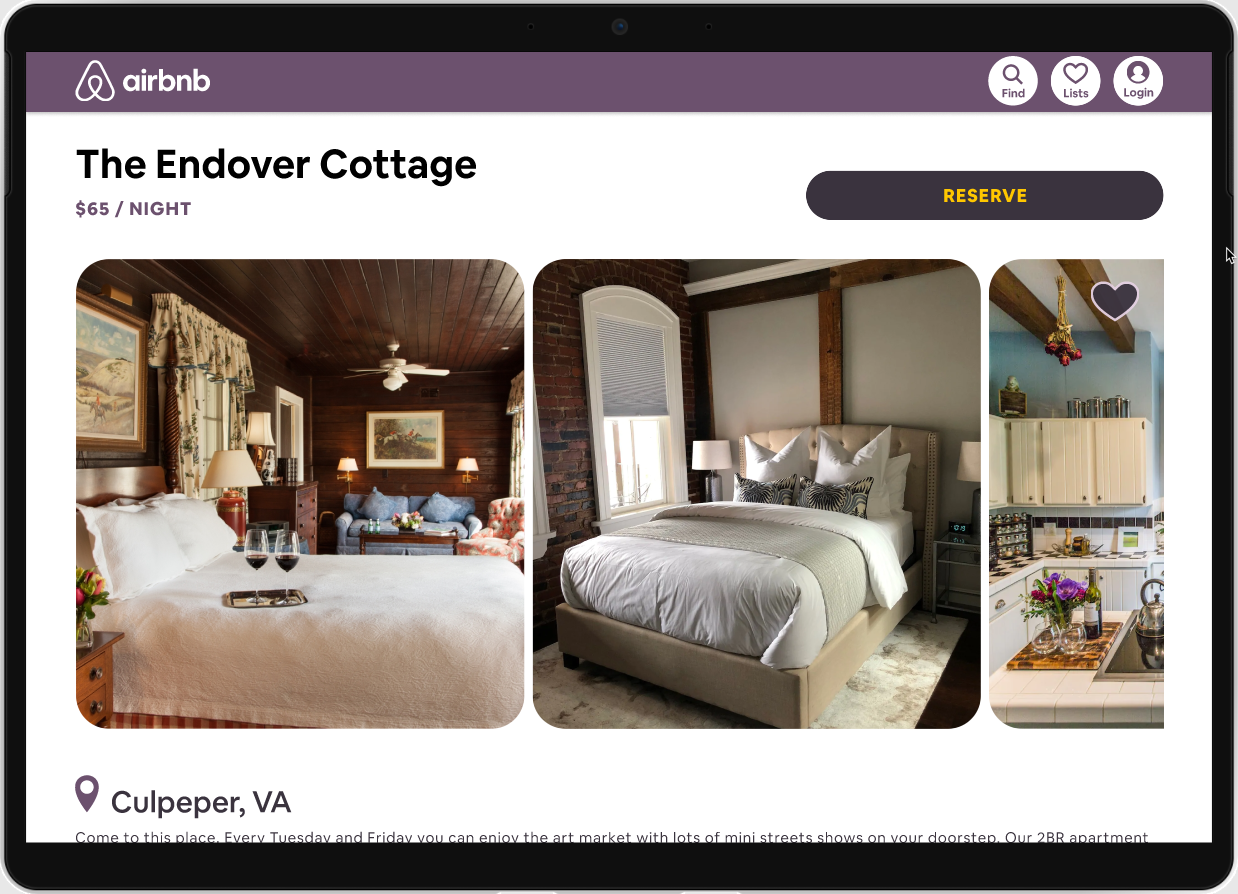 airbnb
Find
Lists
Login
The Endover Cottage
$65 / NIGHT
RESERVE
Culpeper, VA
Come to this place. Every Tuesday and Friday you can enjoy the art market with lots of mini streets shows on your doorstep. Our 2BR apartment